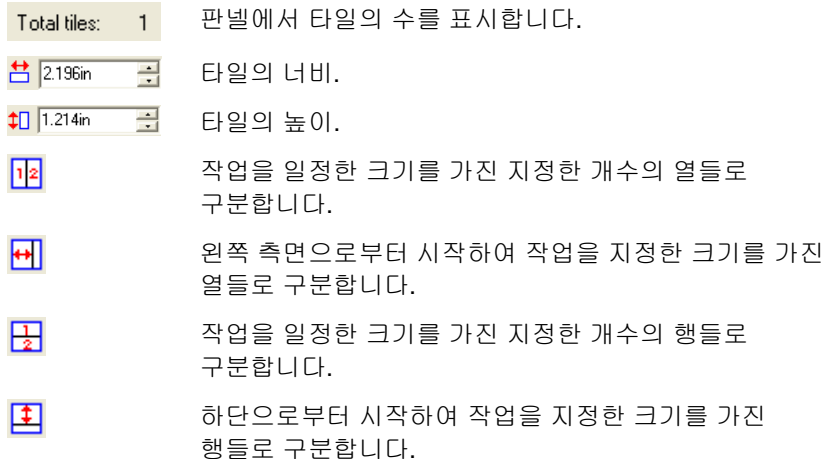 Total tiles: 1 판넬에서 타일의 수를 표시합니다.
2.196in 타일의 너비.
1.214in 타일의 높이.
1 2 작업을 일정한 크기를 가진 지정한 개수의 열들로
구분합니다.
왼쪽 측면으로부터 시작하여 작업을 지정한 크기를 가진
열들로 구분합니다.
1 2 작업을 일정한 크기를 가진 지정한 개수의 행들로
구분합니다.
하단으로부터 시작하여 작업을 지정한 크기를 가진
행들로 구분합니다.